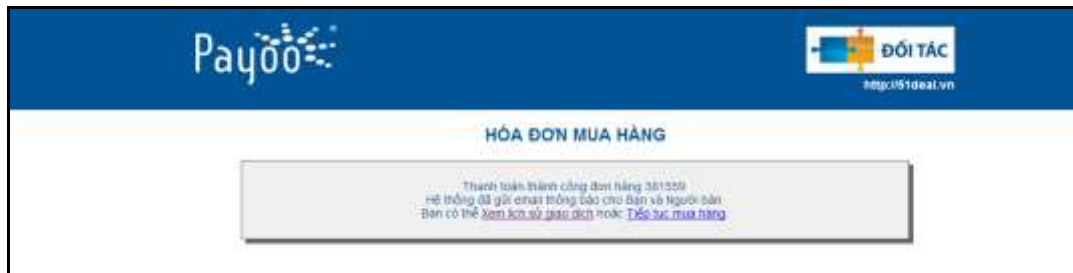 Payoo
ĐỐI TÁC
http://51deal.vn
HÓA ĐƠN MUA HÀNG
Thanh toán thành công đơn hàng 381559
Hệ thống đã gửi email thông báo cho Bạn và Người bán
Bạn có thể Xem lịch sử giao dịch hoặc Tiếp tục mua hàng.